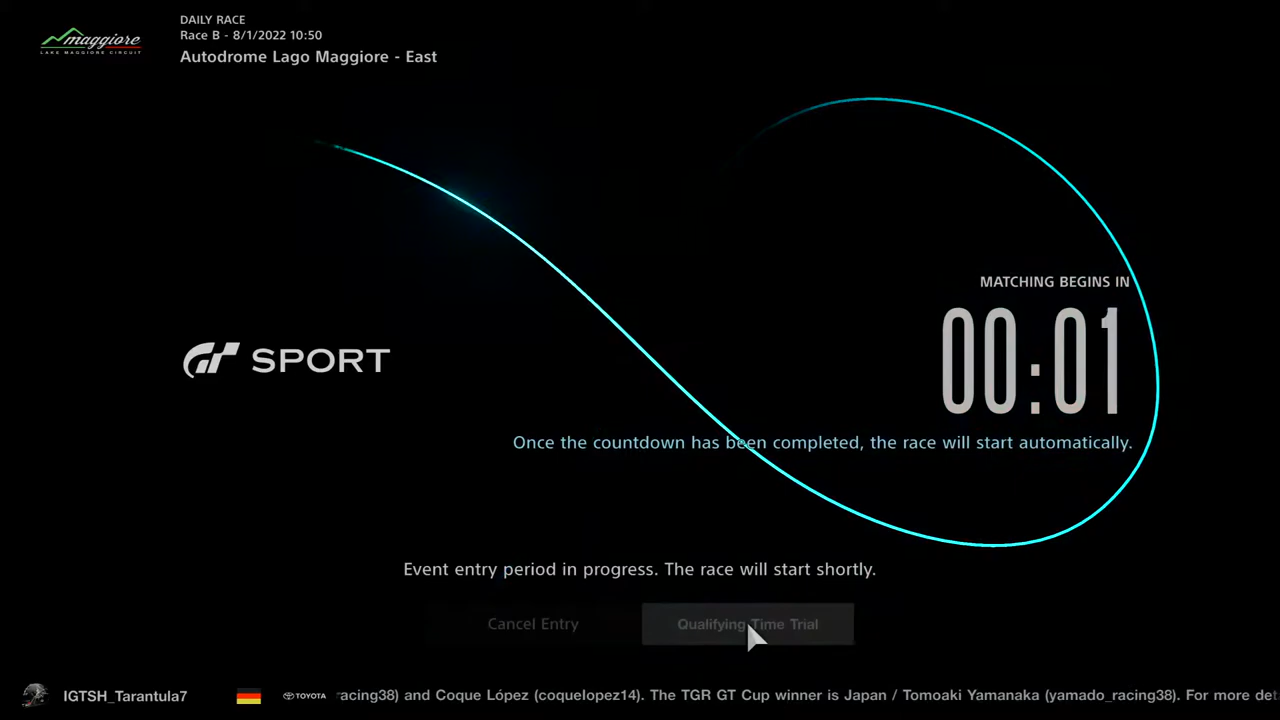 maggiore
LAKE MAGGIORE CIRCUIT
DAILY RACE
Race B - 8/1/2022 10:50
Autodrome Lago Maggiore - East
MATCHING BEGINS IN
00:01
GT SPORT
Once the countdown has been completed, the race will start automatically.
Event entry period in progress. The race will start shortly.
Cancel Entry
Qualifying Time Trial
IGTSH_Tarantula7
TOYOTA
racing38) and Coque López (coquelopez14). The TGR GT Cup winner is Japan / Tomoaki Yamanaka (yamado_racing38). For more det